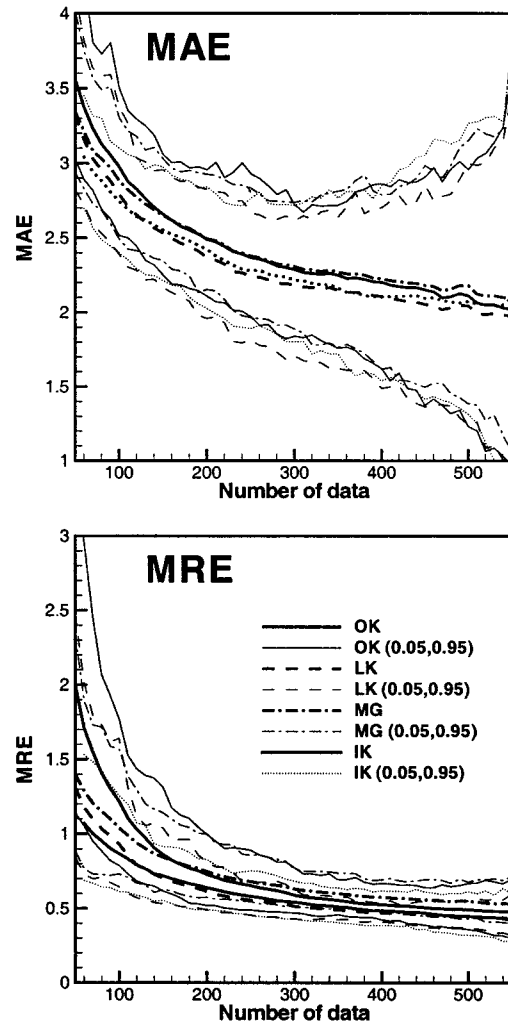 MAE
4
3.5
3
2.5
2
1.5
1
MAE
100
200
300
400
500
Number of data
MRE
3
2.5
2
1.5
1
0.5
0
MRE
OK
OK (0.05,0.95)
LK
LK (0.05,0.95)
MG
MG (0.05,0.95)
IK
IK (0.05,0.95)
100
200
300
400
500
Number of data